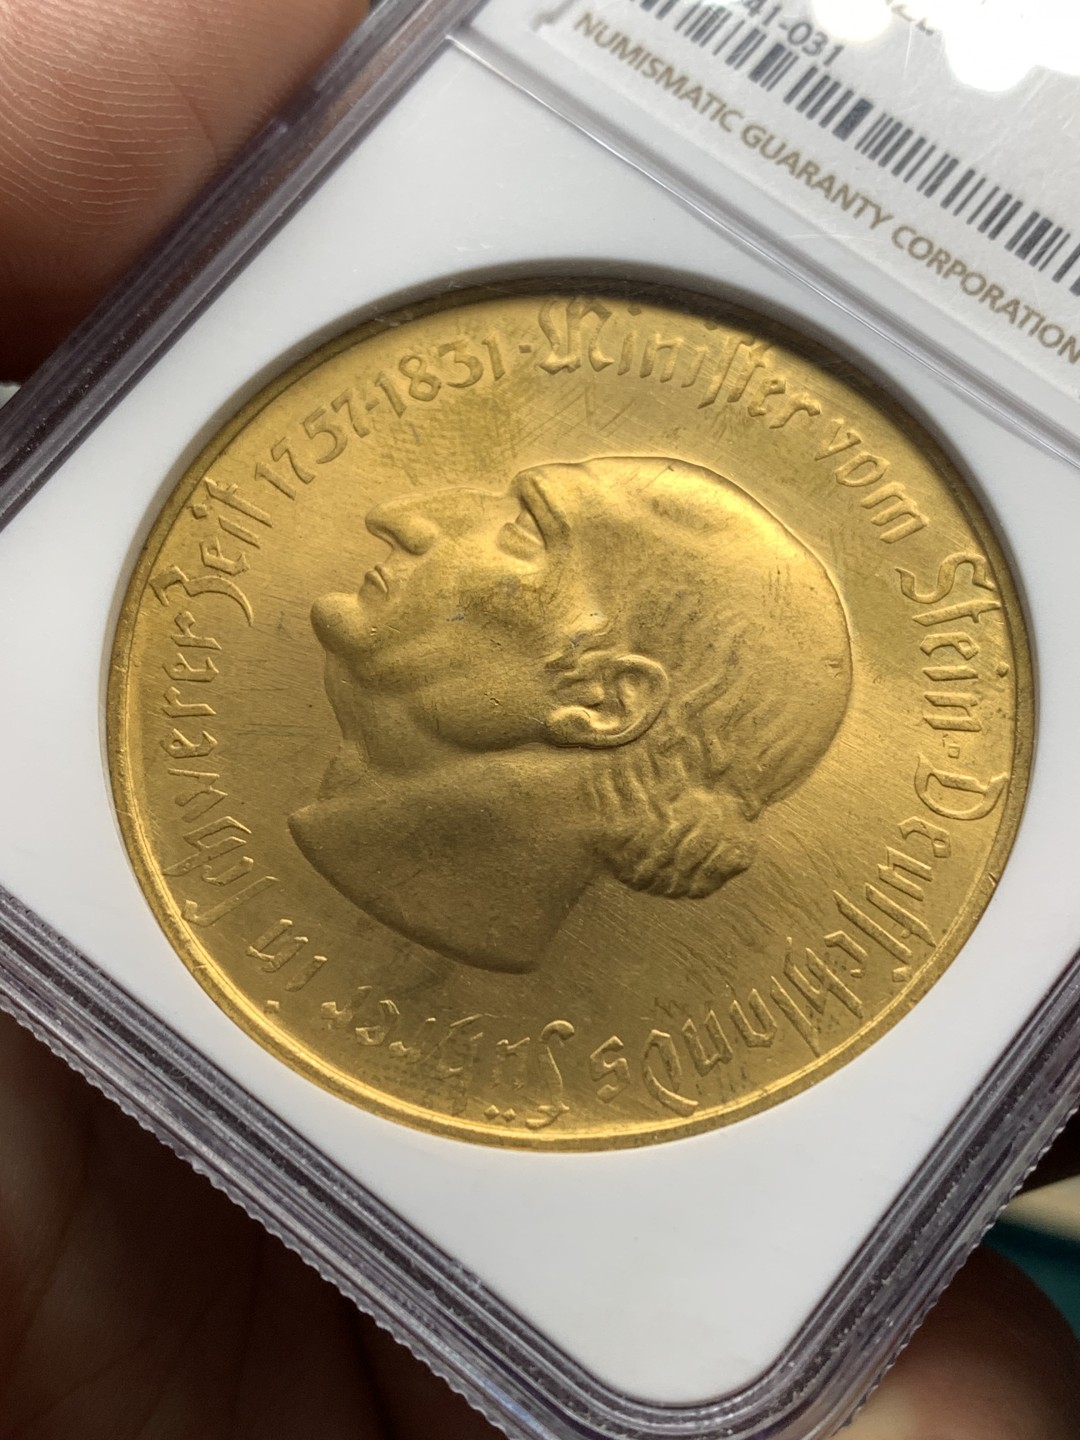 41-031
NUMISMATIC GUARANTY CORPORATION
Minister vom Stein · Deutschlands Führer in schwerer Zeit 1757-1831 ·